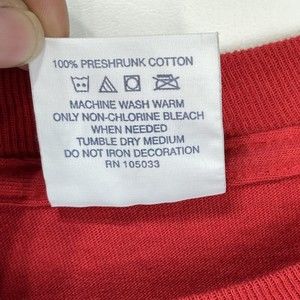 100% PRESHRUNK COTTON
MACHINE WASH WARM
ONLY NON-CHLORINE BLEACH
WHEN NEEDED
TUMBLE DRY MEDIUM
DO NOT IRON DECORATION
RN 105033